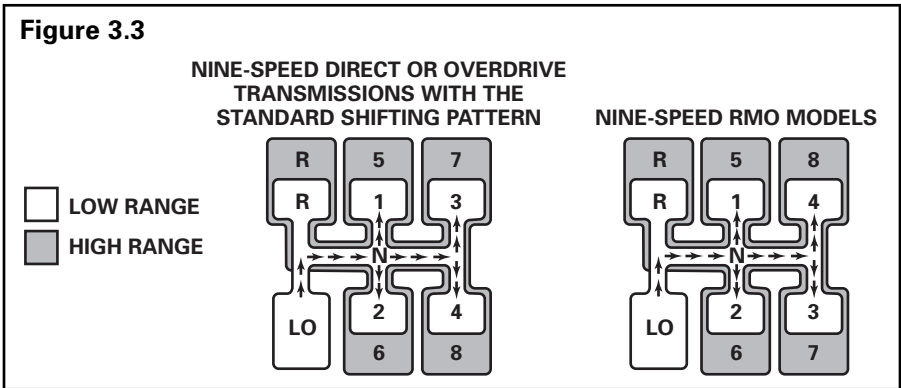 Figure 3.3
NINE-SPEED DIRECT OR OVERDRIVE
TRANSMISSIONS WITH THE
STANDARD SHIFTING PATTERN
NINE-SPEED RMO MODELS
LOW RANGE
HIGH RANGE
R 5 7
R 1 3
N
LO 2 4
6 8
R 5 8
R 1 4
N
LO 2 3
6 7